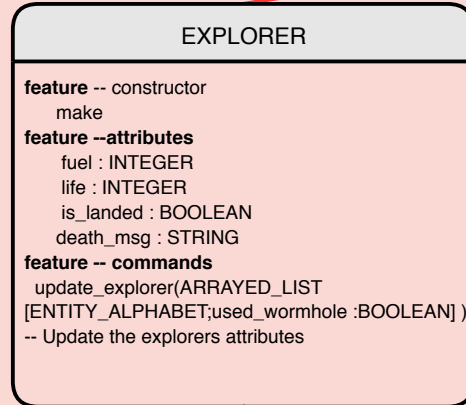 EXPLORER
feature -- constructor
make
feature --attributes
fuel : INTEGER
life : INTEGER
is_landed : BOOLEAN
death_msg : STRING
feature -- commands
update_explorer(ARRAYED_LIST
[ENTITY_ALPHABET;used_wormhole :BOOLEAN] )
-- Update the explorers attributes